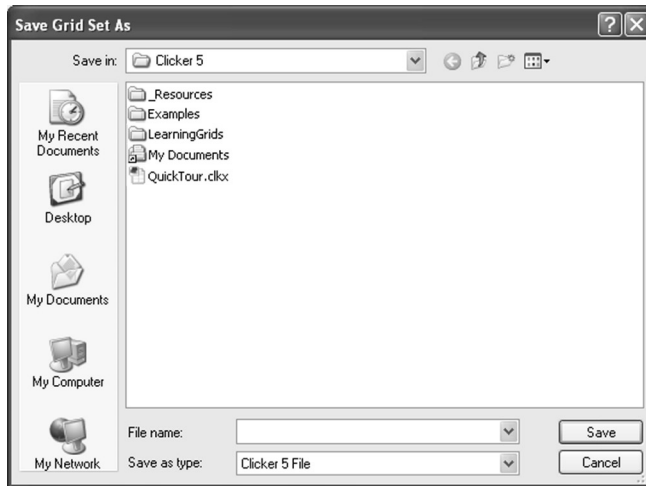 Save Grid Set As
Save in: Clicker 5
_Resources
Examples
LearningGrids
My Documents
QuickTour.clkx
My Recent
Documents
Desktop
My Documents
My Computer
My Network
File name:
Save
Save as type: Clicker 5 File
Cancel